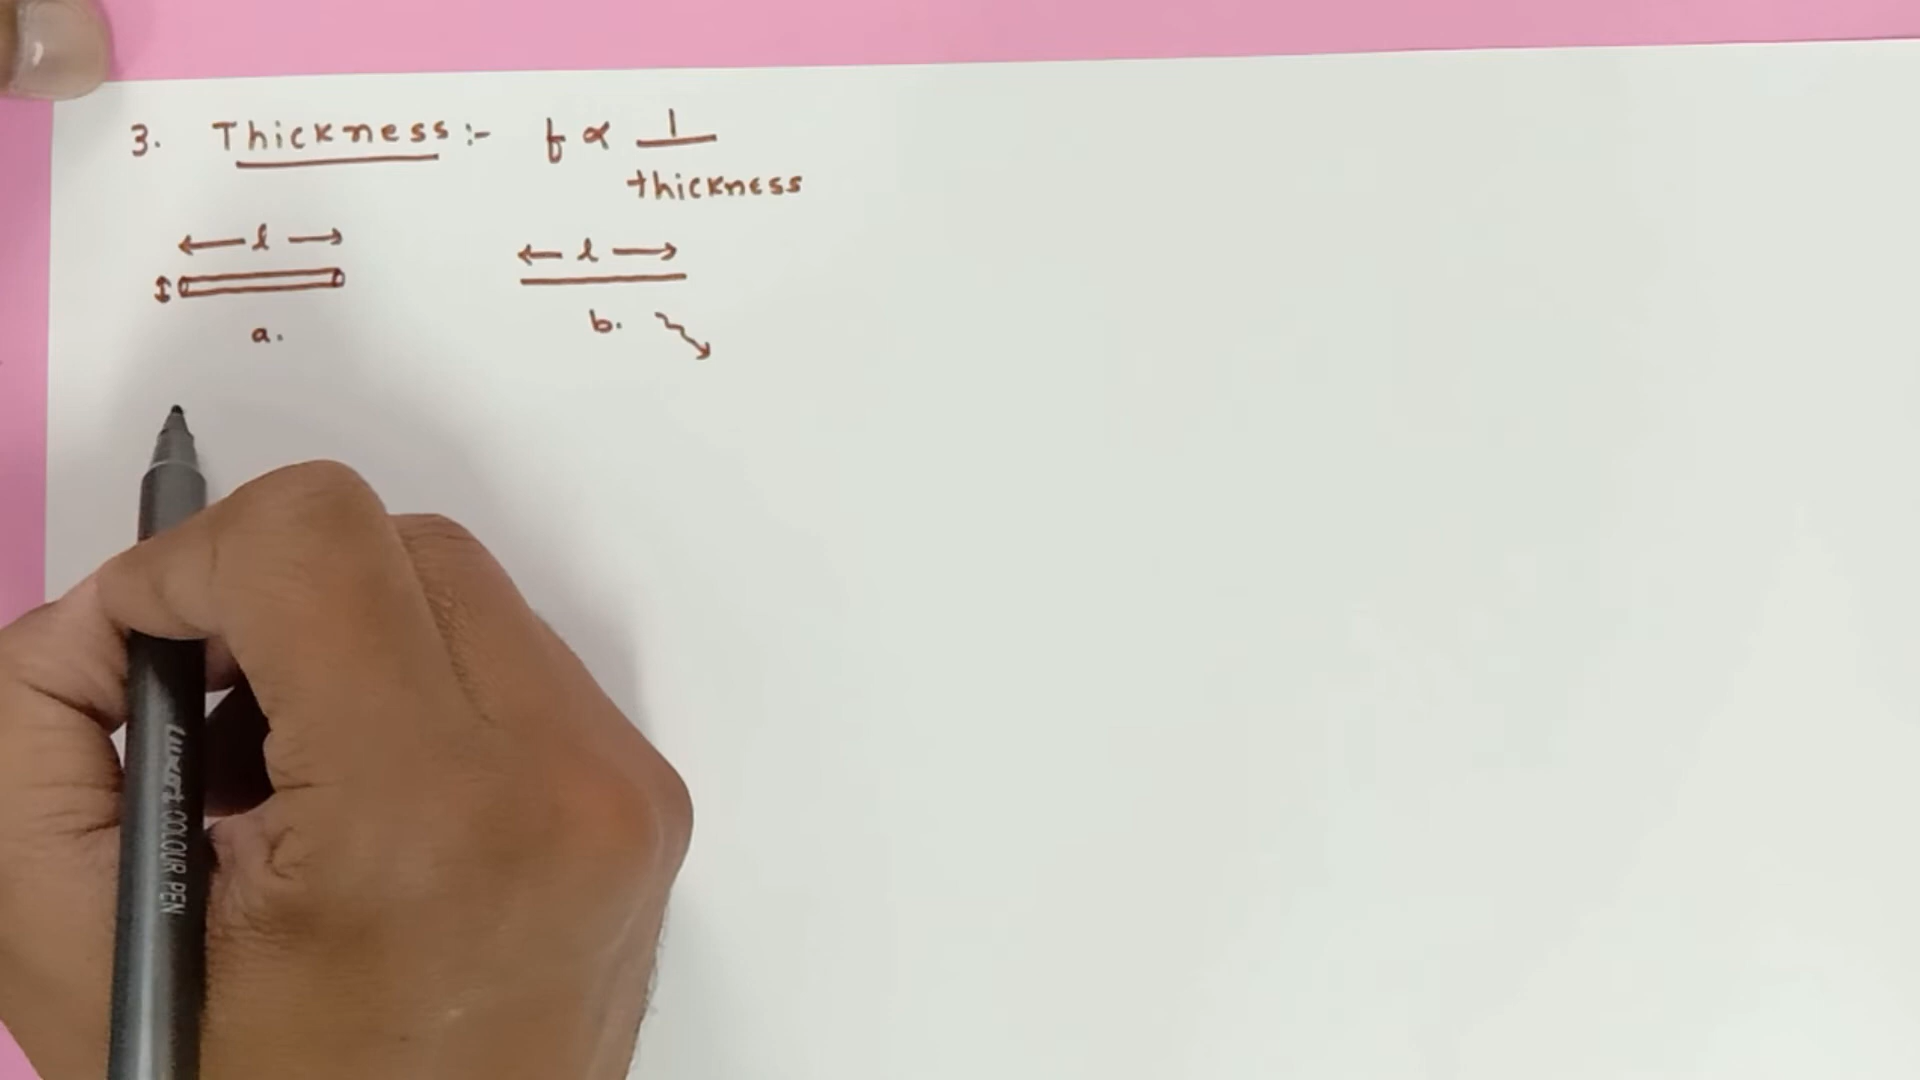 3. Thickness :- f ∝ 1
thickness
l l
a. b.
Luxor COLOUR PEN